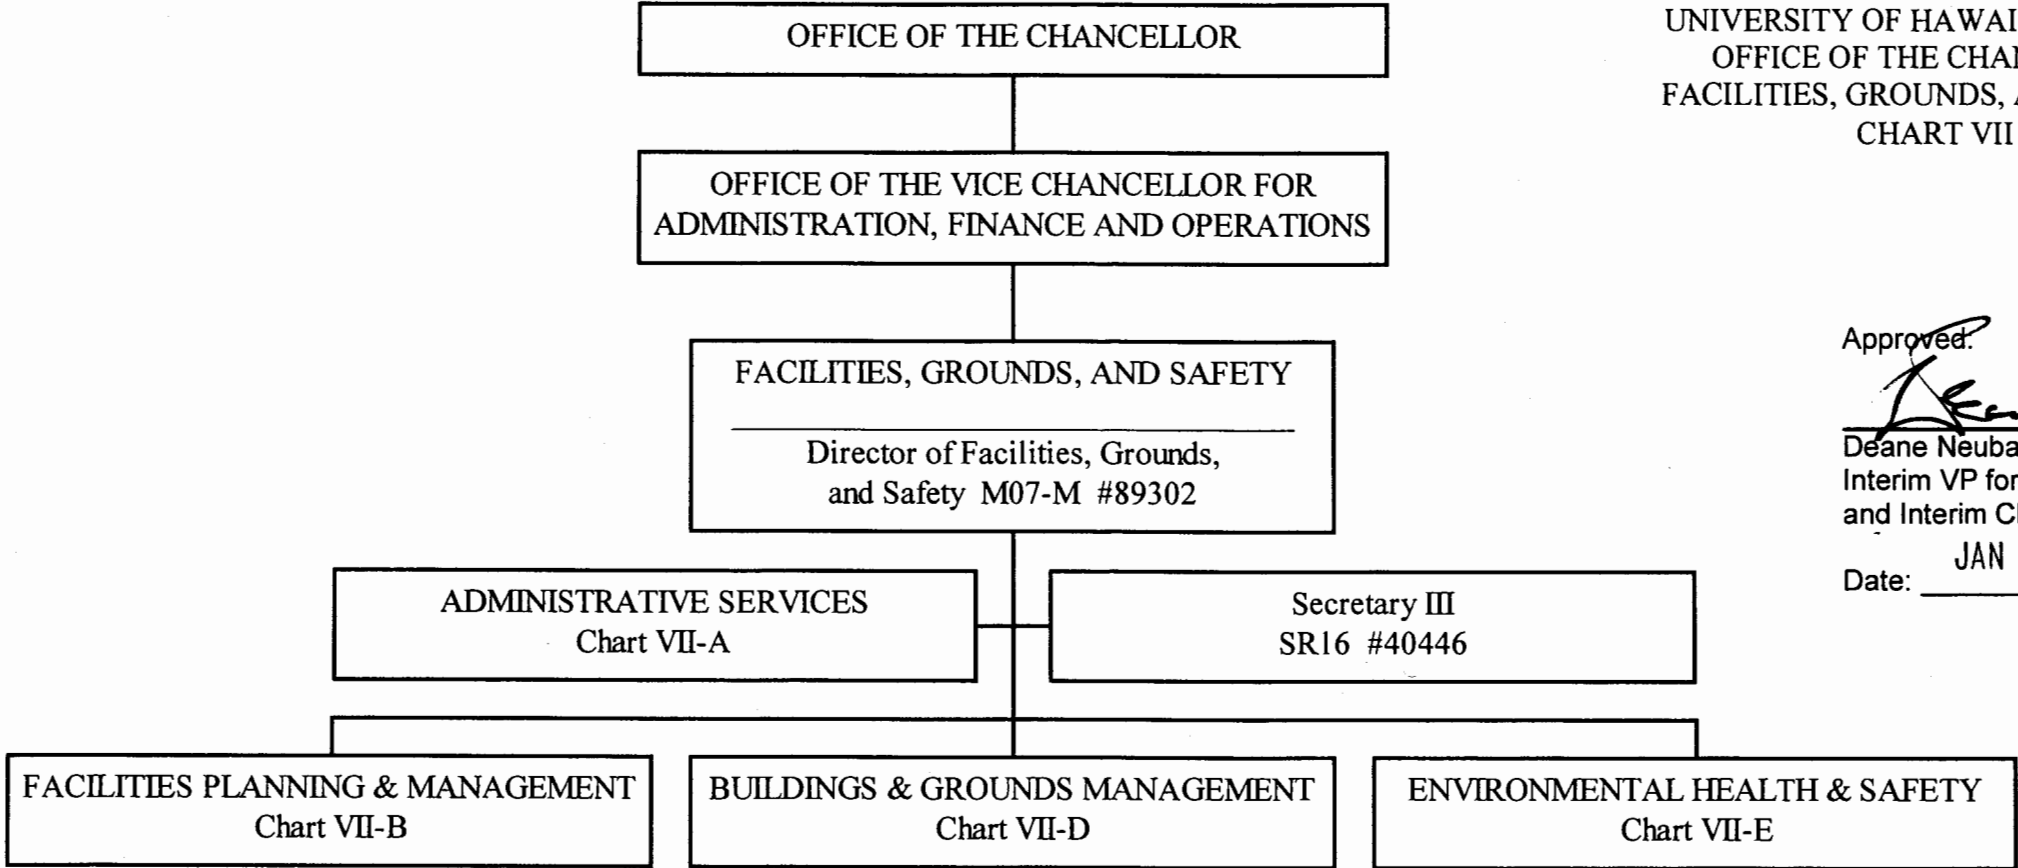 OFFICE OF THE CHANCELLOR
UNIVERSITY OF HAWAI
OFFICE OF THE CHAN
FACILITIES, GROUNDS,
CHART VII
OFFICE OF THE VICE CHANCELLOR FOR
ADMINISTRATION, FINANCE AND OPERATIONS
Approved:
FACILITIES, GROUNDS, AND SAFETY
Director of Facilities, Grounds,
and Safety M07-M #89302
Deane Neuba
Interim VP for
and Interim C
JAN
Date:
ADMINISTRATIVE SERVICES
Chart VII-A
Secretary III
SR16 #40446
FACILITIES PLANNING & MANAGEMENT
Chart VII-B
BUILDINGS & GROUNDS MANAGEMENT
Chart VII-D
ENVIRONMENTAL HEALTH & SAFETY
Chart VII-E